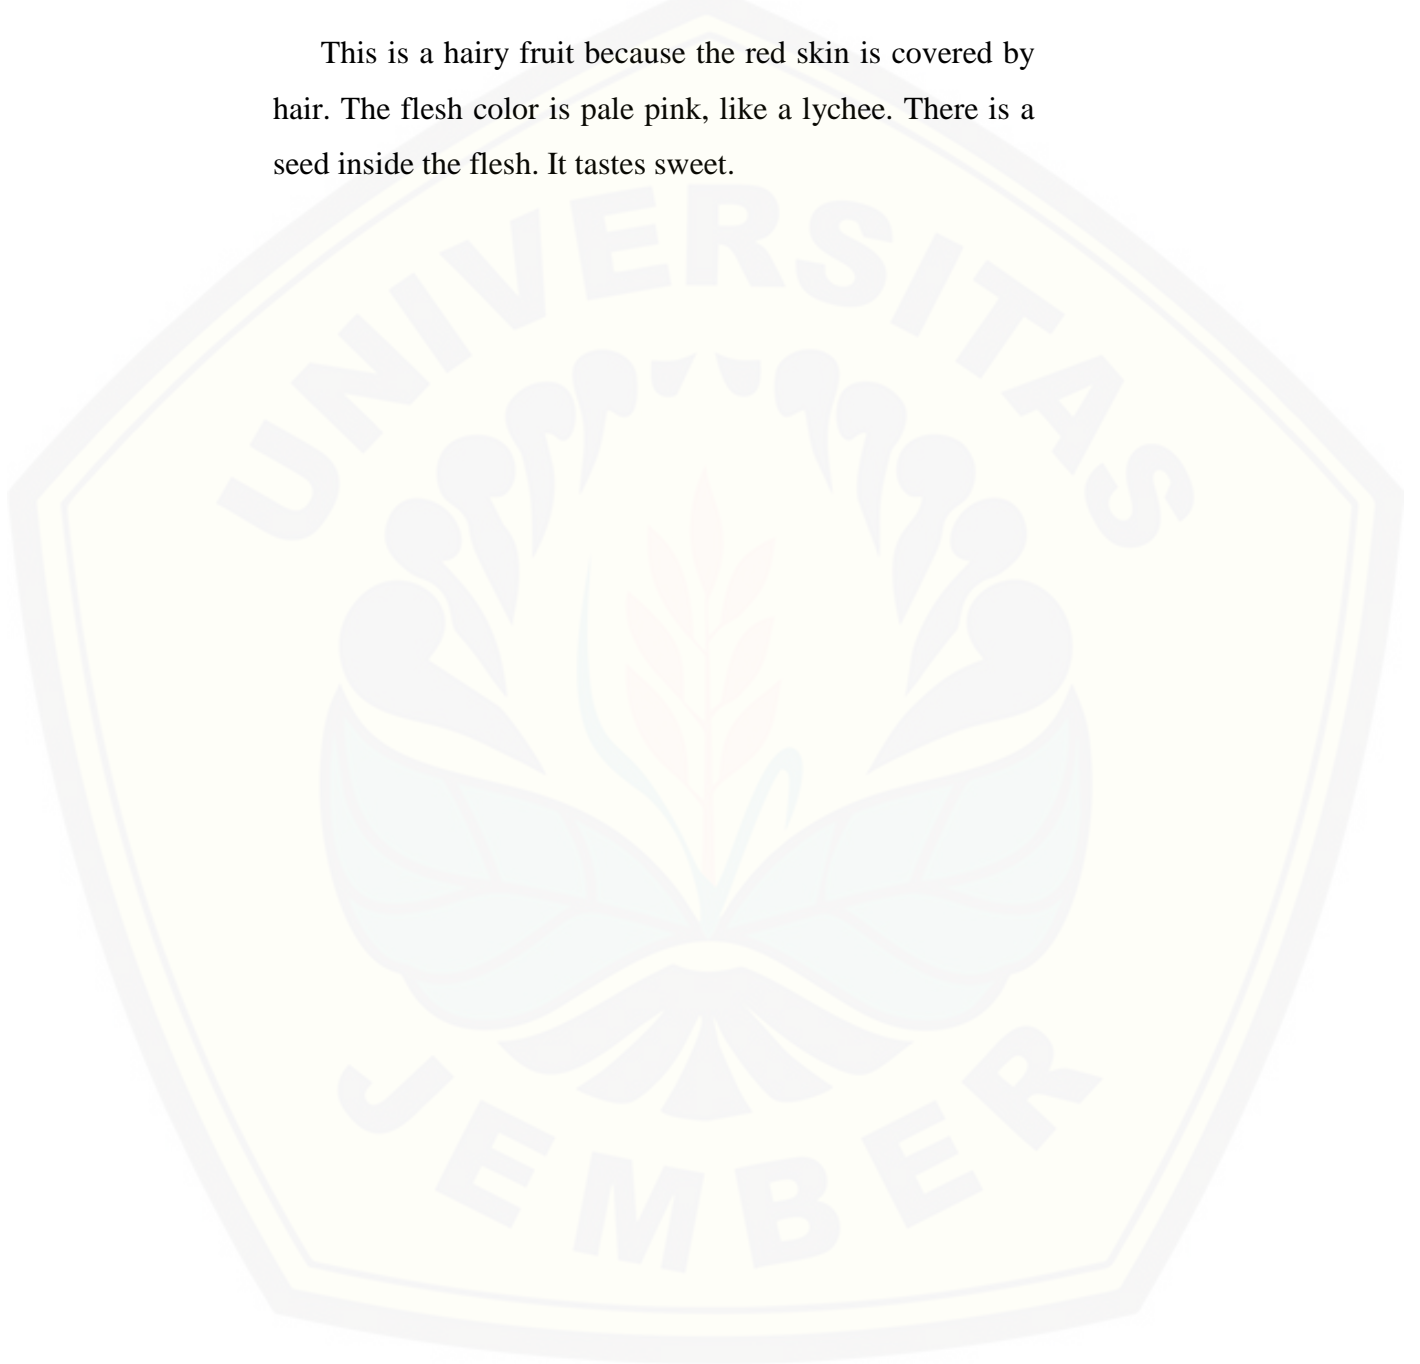 This is a hairy fruit because the red skin is covered by
hair. The flesh color is pale pink, like a lychee. There is a
seed inside the flesh. It tastes sweet.
UNIVERSITAS
JEMBER